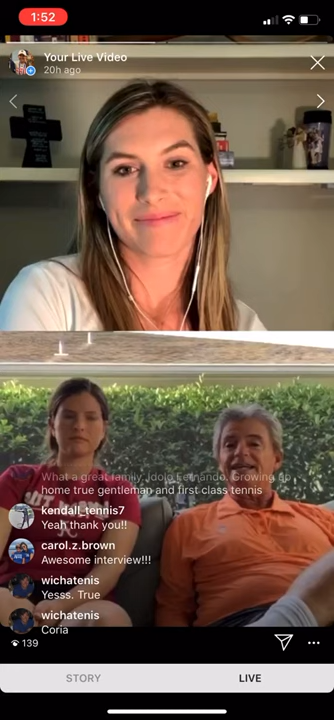 1:52
Your Live Video
20h ago
What a great family. Idolo Fernando. Growing up
home true gentleman and first class tennis
kendall_tennis7
Yeah thank you!!
carol.z.brown
Awesome interview!!!
wichatenis
Yesss. True
wichatenis
Coria
139
STORY
LIVE